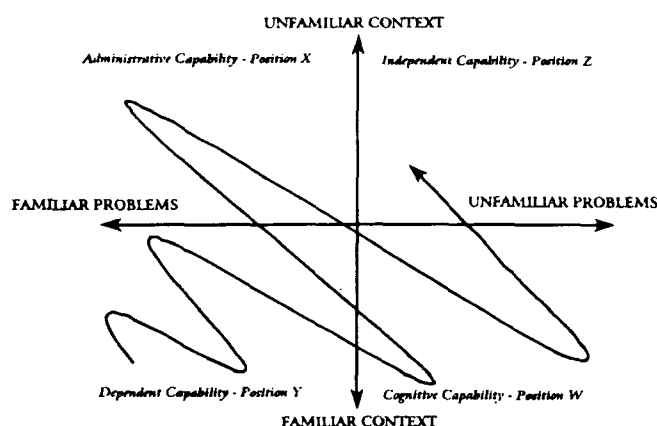 UNFAMILIAR CONTEXT
Administrative Capability - Position X
Independent Capability - Position Z
FAMILIAR PROBLEMS
UNFAMILIAR PROBLEMS
Dependent Capability - Position Y
Cognitive Capability - Position W
FAMILIAR CONTEXT